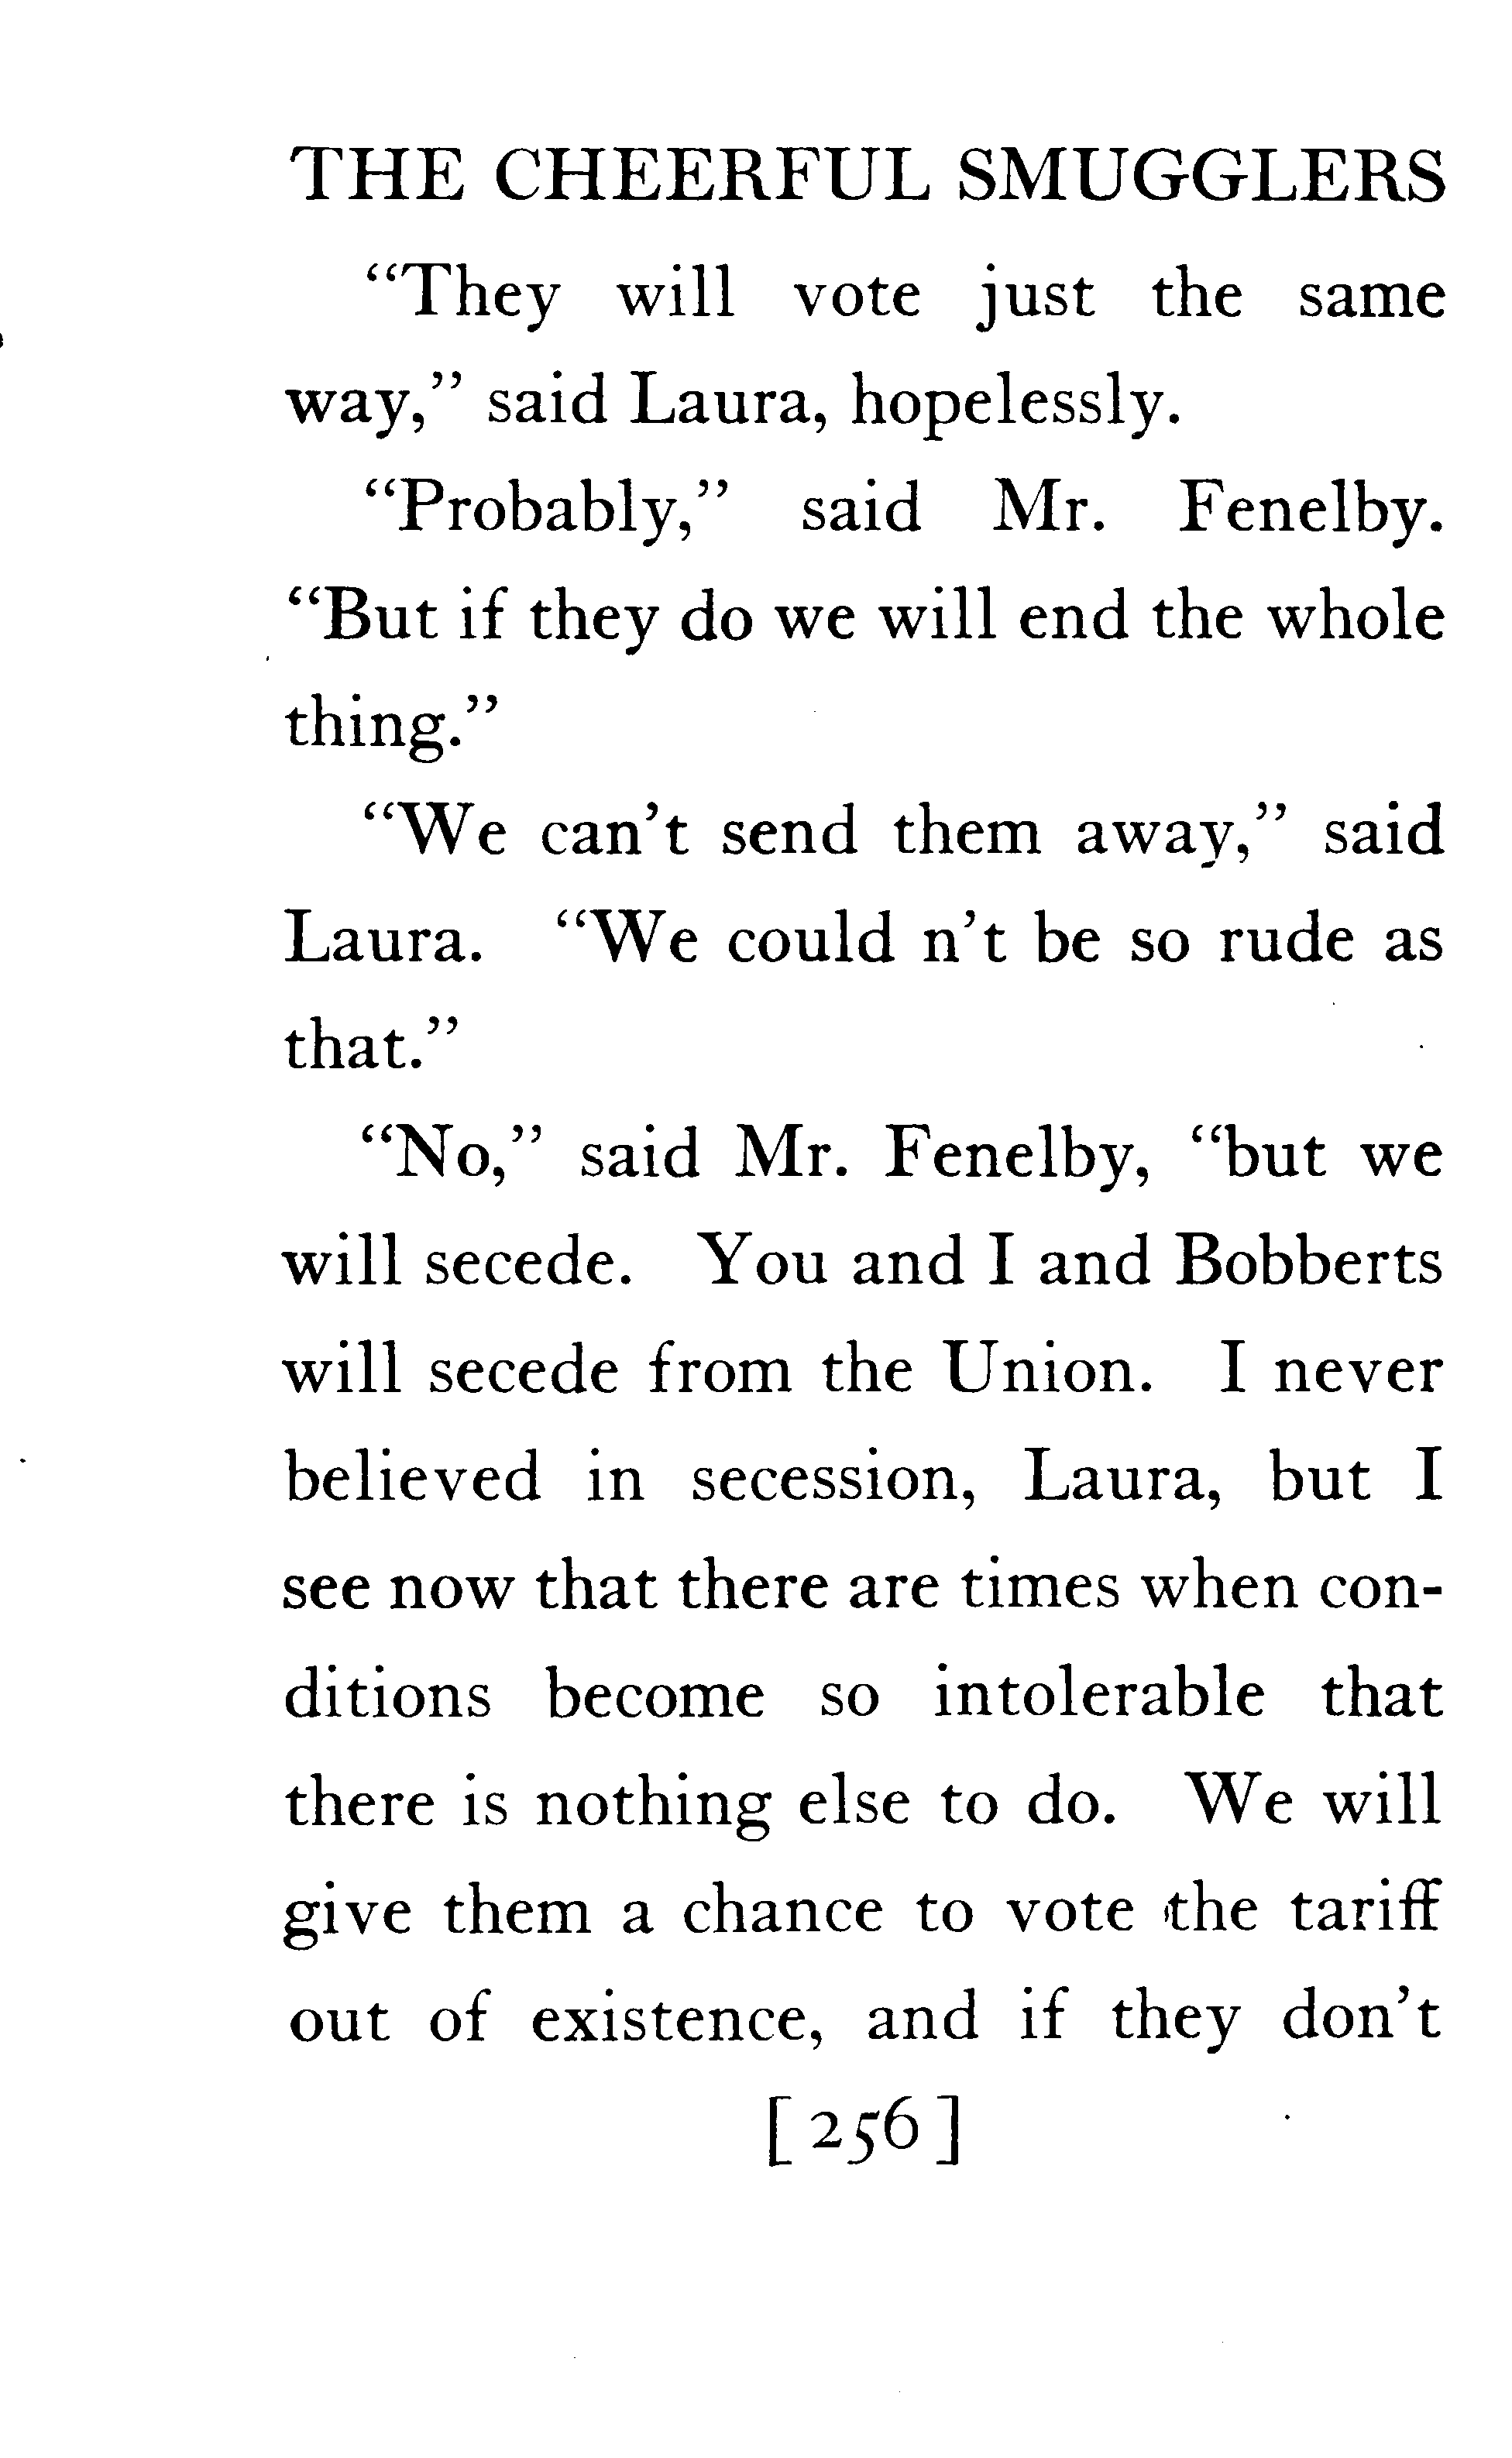 THE CHEERFUL SMUGGLERS
“They will vote just the same
way,” said Laura, hopelessly.
“Probably,” said Mr. Fenelby.
“But if they do we will end the whole
thing.”
“We can’t send them away,” said
Laura. “We could n’t be so rude as
that.”
“No,” said Mr. Fenelby, “but we
will secede. You and I and Bobberts
will secede from the Union. I never
believed in secession, Laura, but I
see now that there are times when con-
ditions become so intolerable that
there is nothing else to do. We will
give them a chance to vote the tariff
out of existence, and if they don’t
[256]